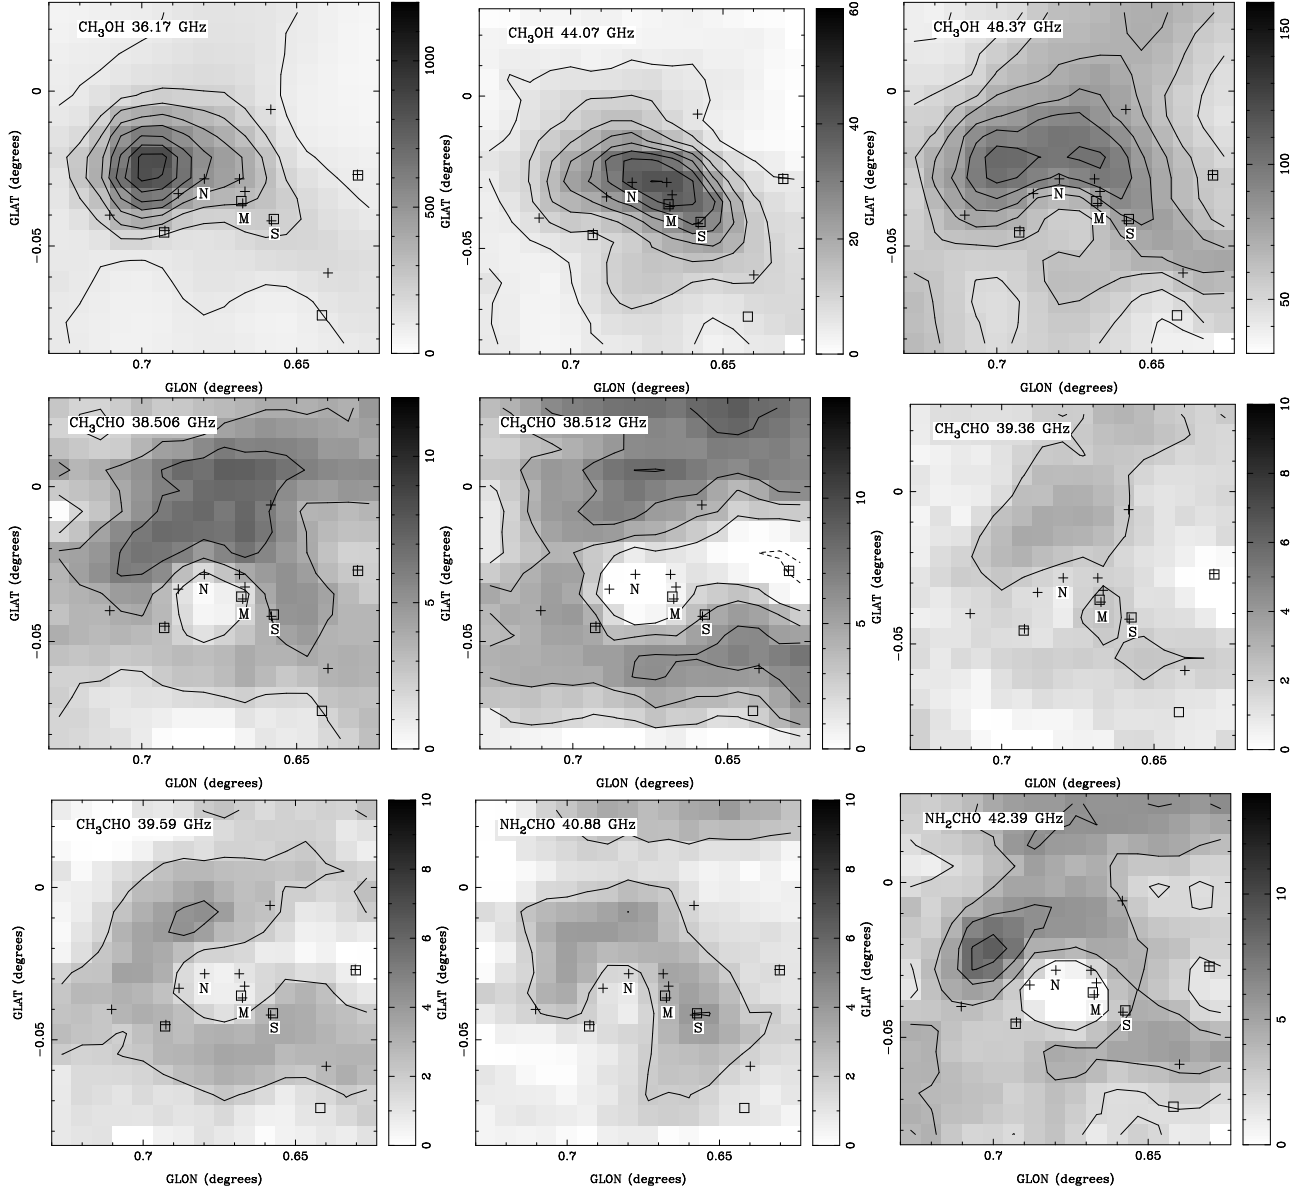 CH3OH 36.17 GHz
GLAT (degrees)
0
−0.05
0.7
0.65
GLON (degrees)
0
500
1000
N
M
S
CH3OH 44.07 GHz
GLAT (degrees)
0
−0.05
0.7
0.65
GLON (degrees)
0
20
40
60
N
M
S
CH3OH 48.37 GHz
GLAT (degrees)
0
−0.05
0.7
0.65
GLON (degrees)
50
100
150
N
M
S
CH3CHO 38.506 GHz
GLAT (degrees)
0
−0.05
0.7
0.65
GLON (degrees)
0
5
10
N
M
S
CH3CHO 38.512 GHz
GLAT (degrees)
0
−0.05
0.7
0.65
GLON (degrees)
0
5
10
N
M
S
CH3CHO 39.36 GHz
GLAT (degrees)
0
−0.05
0.7
0.65
GLON (degrees)
0
2
4
6
8
10
N
M
S
CH3CHO 39.59 GHz
GLAT (degrees)
0
−0.05
0.7
0.65
GLON (degrees)
0
2
4
6
8
10
N
M
S
NH2CHO 40.88 GHz
GLAT (degrees)
0
−0.05
0.7
0.65
GLON (degrees)
0
2
4
6
8
10
N
M
S
NH2CHO 42.39 GHz
GLAT (degrees)
0
−0.05
0.7
0.65
GLON (degrees)
0
5
10
N
M
S